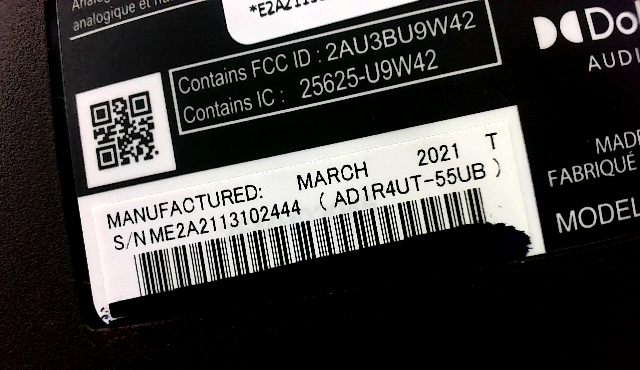 analogique et
*E2A2113
Contains FCC ID : 2AU3BU9W42
Contains IC : 25625-U9W42
AUDI
MADE
FABRIQUÉ
MODEL
MANUFACTURED: MARCH 2021 T
S/N ME2A2113102444 ( AD1R4UT-55UB )